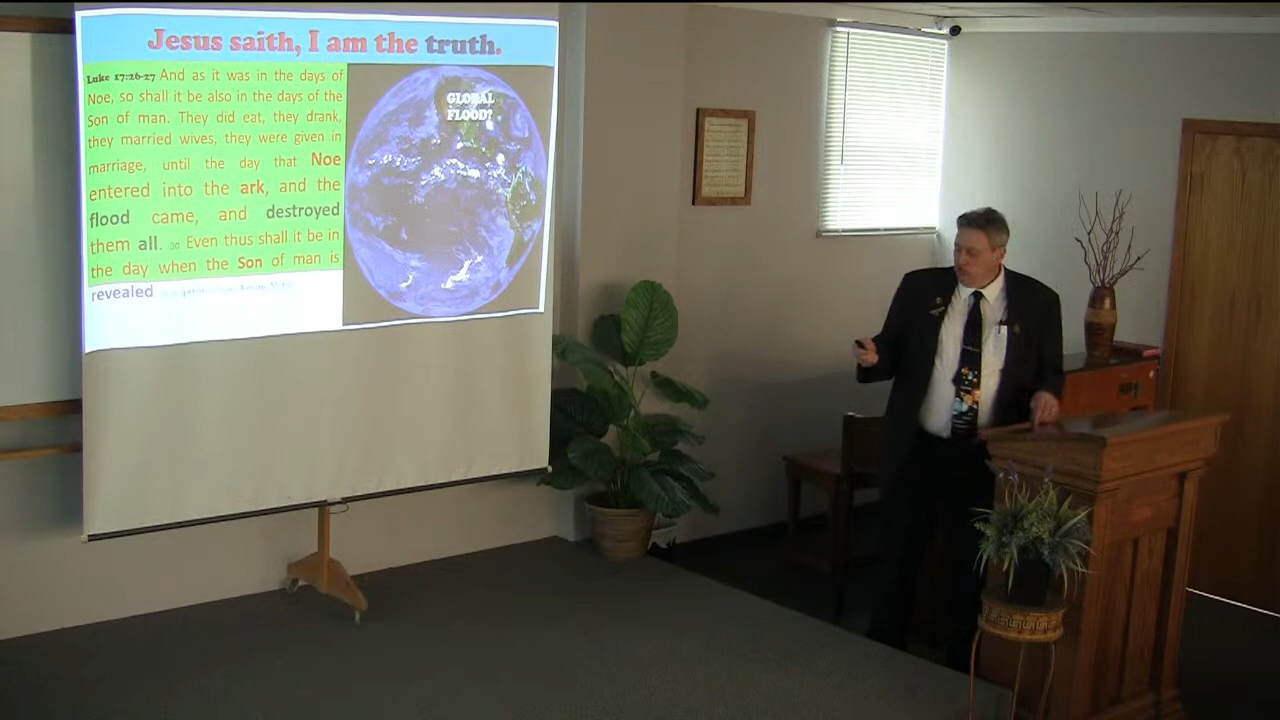 Jesus saith, I am the truth.
Luke 17:26-27 And as it was in the days of
Noe, so shall it be also in the days of the
Son of man. They did eat, they drank,
they married wives, they were given in
marriage, until the day that Noe
entered into the ark, and the
flood came, and destroyed
them all. 30 Even thus shall it be in
the day when the Son of man is
revealed
GLOBAL
FLOOD?